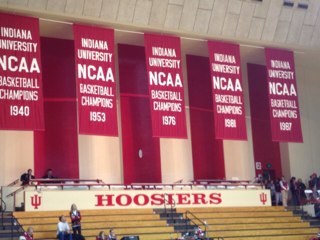 INDIANA
UNIVERSITY
NCAA
BASKETBALL
CHAMPIONS
1940
INDIANA
UNIVERSITY
NCAA
BASKETBALL
CHAMPIONS
1953
INDIANA
UNIVERSITY
NCAA
BASKETBALL
CHAMPIONS
1976
INDIANA
UNIVERSITY
NCAA
BASKETBALL
CHAMPIONS
1981
INDIANA
UNIVERSITY
NCAA
BASKETBALL
CHAMPIONS
1987
HOOSIERS